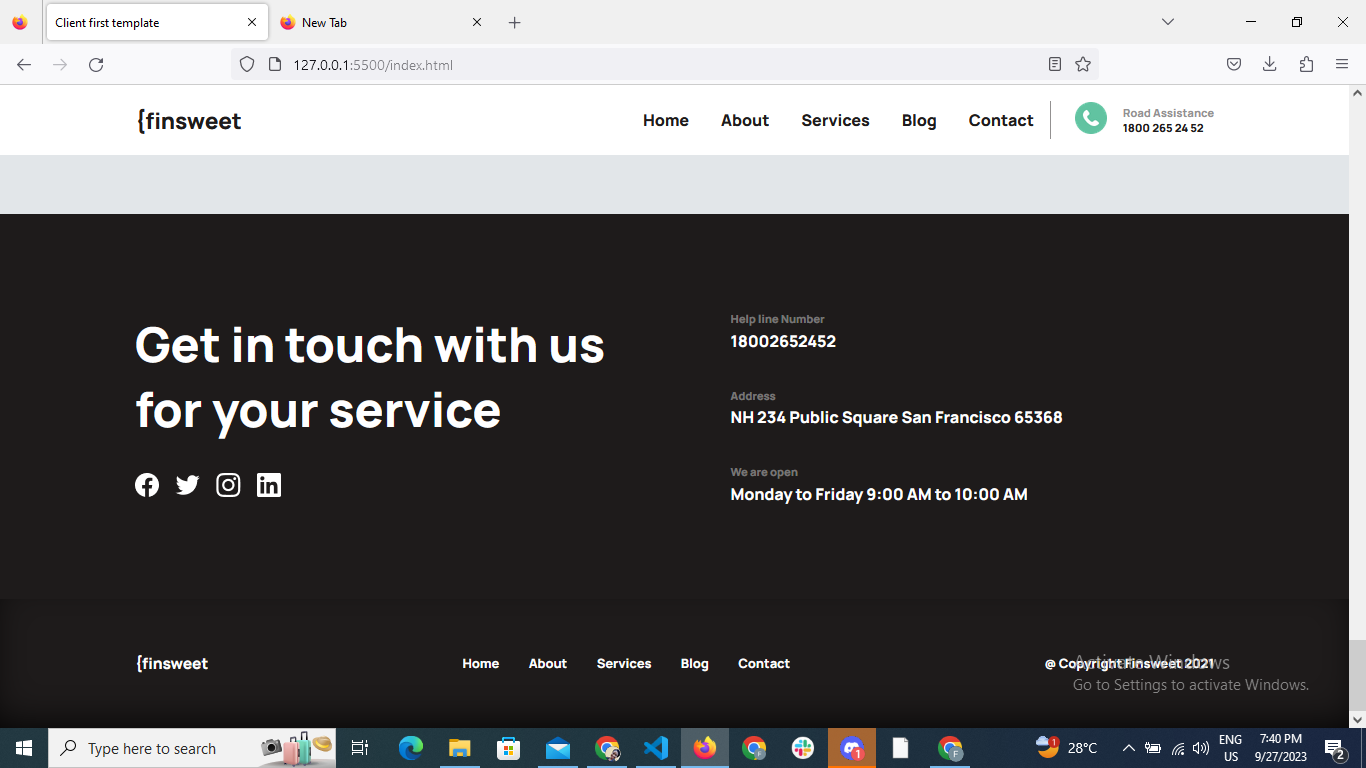 Client first template
New Tab
127.0.0.1:5500/index.html
{finsweet
Home About Services Blog Contact
Road Assistance
1800 265 24 52
Get in touch with us
for your service
Help line Number
18002652452
Address
NH 234 Public Square San Francisco 65368
We are open
Monday to Friday 9:00 AM to 10:00 AM
{finsweet
Home About Services Blog Contact
@ Copyright Finsweet 2021
Activate Windows
Go to Settings to activate Windows.
Type here to search
1
1
28°C
ENG
US
7:40 PM
9/27/2023
2